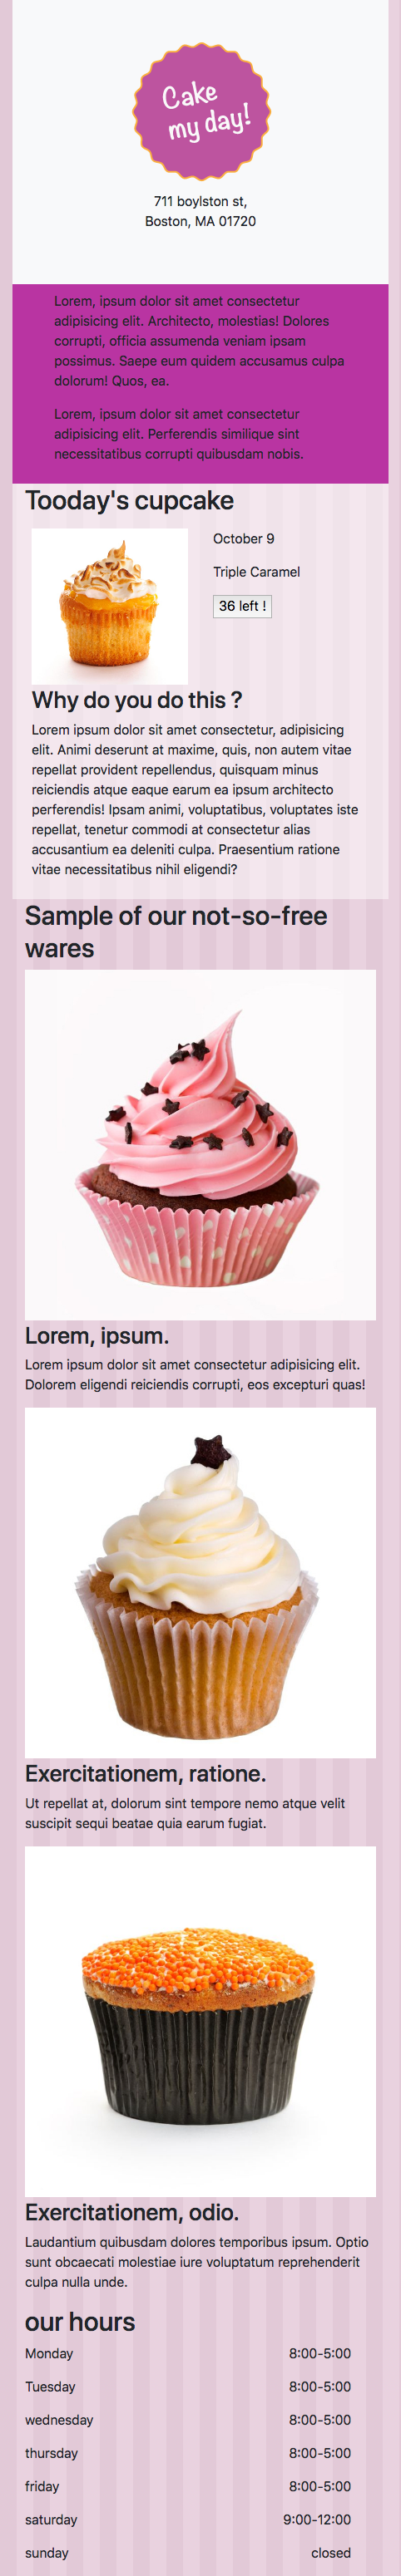 Cake
my day!
711 boylston st,
Boston, MA 01720
Lorem, ipsum dolor sit amet consectetur
adipisicing elit. Architecto, molestias! Dolores
corrupti, officia assumenda veniam ipsam
possimus. Saepe eum quidem accusamus culpa
dolorum! Quos, ea.
Lorem, ipsum dolor sit amet consectetur
adipisicing elit. Perferendis similique sint
necessitatibus corrupti quibusdam nobis.
Tooday's cupcake
October 9
Triple Caramel
36 left !
Why do you do this ?
Lorem ipsum dolor sit amet consectetur, adipisicing
elit. Animi deserunt at maxime, quis, non autem vitae
repellat provident repellendus, quisquam minus
reiciendis atque eaque earum ea ipsum architecto
perferendis! Ipsam animi, voluptatibus, voluptates iste
repellat, tenetur commodi at consectetur alias
accusantium ea deleniti culpa. Praesentium ratione
vitae necessitatibus nihil eligendi?
Sample of our not-so-free
wares
Lorem, ipsum.
Lorem ipsum dolor sit amet consectetur adipisicing elit.
Dolorem eligendi reiciendis corrupti, eos excepturi quas!
Exercitationem, ratione.
Ut repellat at, dolorum sint tempore nemo atque velit
suscipit sequi beatae quia earum fugiat.
Exercitationem, odio.
Laudantium quibusdam dolores temporibus ipsum. Optio
sunt obcaecati molestiae iure voluptatum reprehenderit
culpa nulla unde.
our hours
Monday 8:00-5:00
Tuesday 8:00-5:00
wednesday 8:00-5:00
thursday 8:00-5:00
friday 8:00-5:00
saturday 9:00-12:00
sunday closed